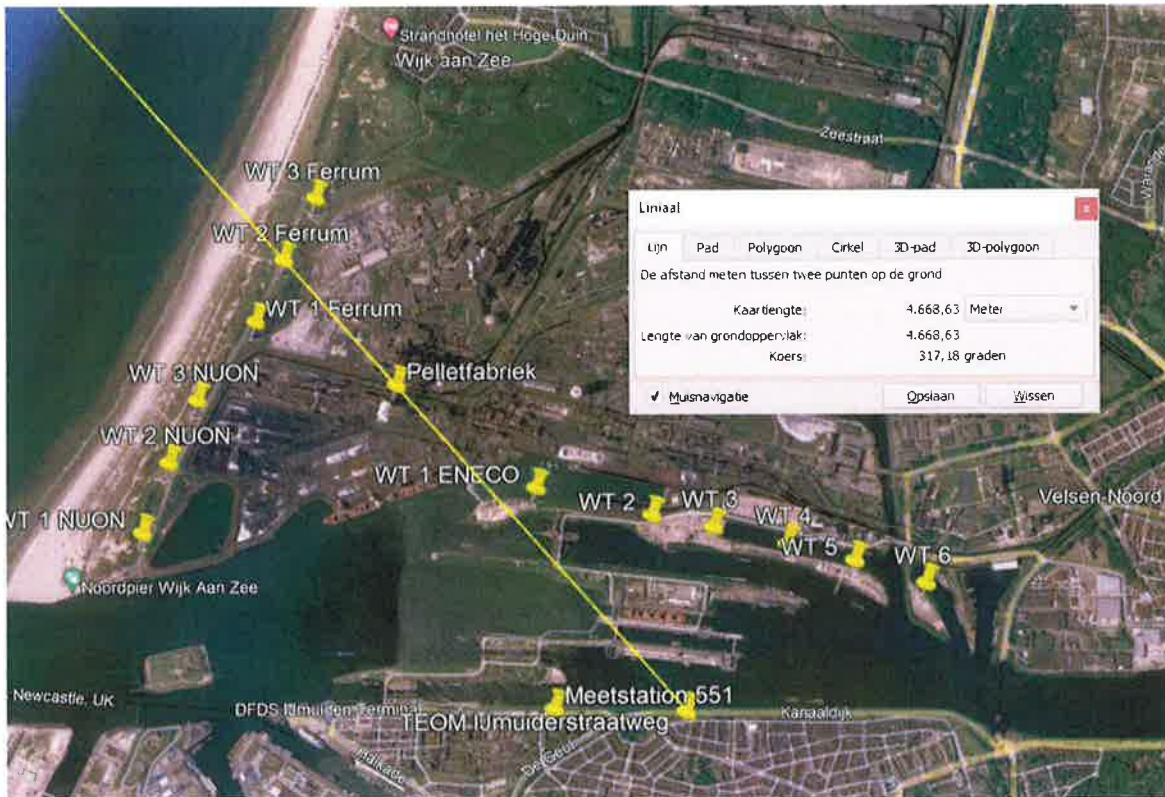 Strandhotel het Hoge Duin
Wijk aan Zee
Zeestraat
WT 3 Ferrum
WT 2 Ferrum
WT 1 Ferrum
WT 3 NUON
Pelletfabriek
WT 2 NUON
WT 1 ENECO
WT 1 NUON
WT 2
WT 3
WT 4
WT 5
WT 6
Velsen-Noord
Noordpier Wijk Aan Zee
Newcastle, UK
DFDS IJmuiden Terminal
Meetstation 551
TEOM IJmuiderstraatweg
Kanaaldijk
Halkade
De Geul
Liniaal
Lijn Pad Polygoon Cirkel 3D-pad 3D-polygoon
De afstand meten tussen twee punten op de grond
Kaartlengte: 4.668,63 Meter
Lengte van grondoppervlak: 4.668,63
Koers: 317,18 graden
Muisnavigatie Opslaan Wissen